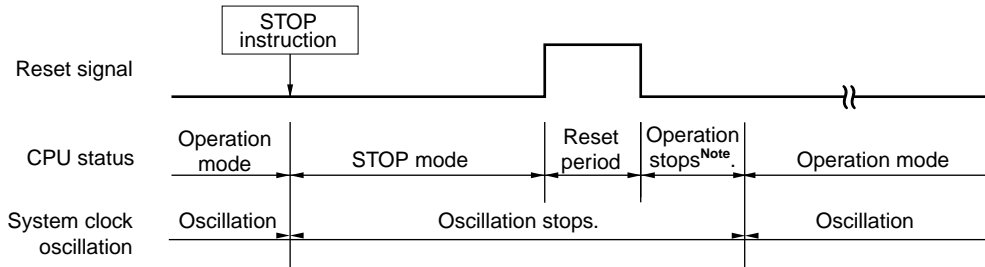 STOP
instruction
Reset signal
CPU status
Operation
mode
STOP mode
Reset
period
Operation
stopsNote.
Operation mode
System clock
oscillation
Oscillation
Oscillation stops.
Oscillation